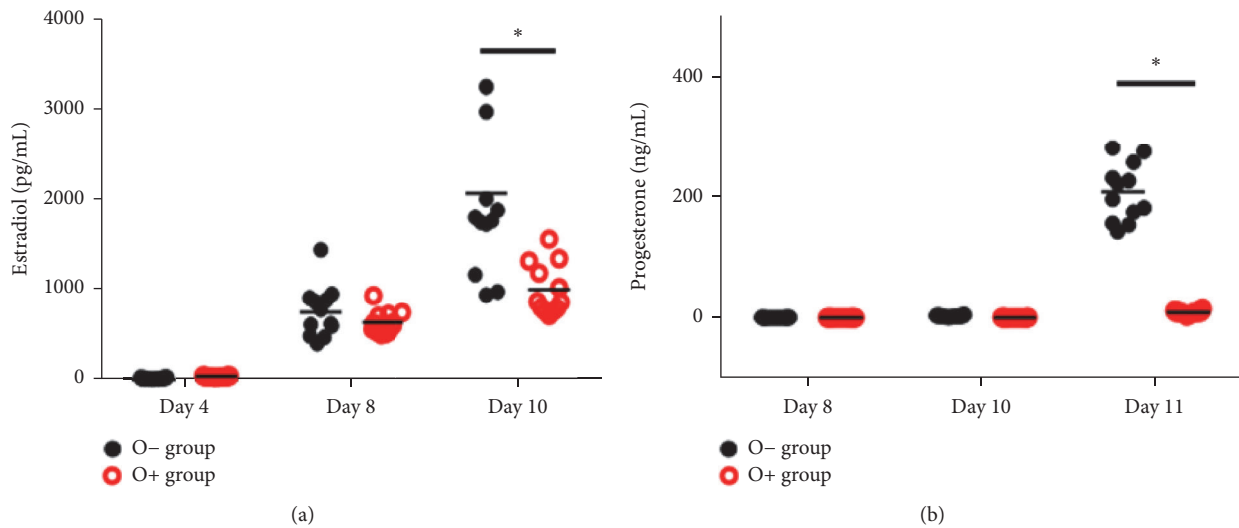 4000
3000
2000
1000
0
Estradiol (pg/mL)
*
Day 4
Day 8
Day 10
O− group
O+ group
(a)
400
200
0
Progesterone (ng/mL)
*
Day 8
Day 10
Day 11
O− group
O+ group
(b)